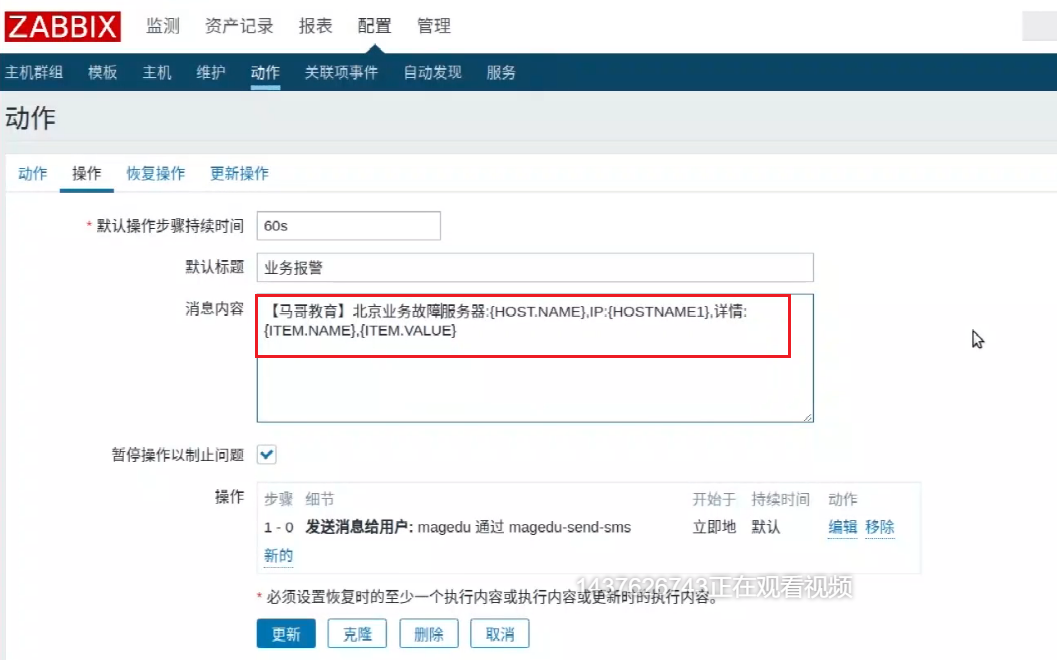 ZABBIX 监测 资产记录 报表 配置 管理
主机群组 模板 主机 维护 动作 关联项事件 自动发现 服务
动作
动作 操作 恢复操作 更新操作
* 默认操作步骤持续时间 60s
默认标题 业务报警
消息内容 【马哥教育】北京业务故障服务器:{HOST.NAME},IP:{HOSTNAME1},详情:
{ITEM.NAME},{ITEM.VALUE}
暂停操作以制止问题
操作 步骤 细节 开始于 持续时间 动作
1 - 0 发送消息给用户: magedu 通过 magedu-send-sms 立即地 默认 编辑 移除
新的
1437626743正在观看视频
* 必须设置恢复时的至少一个执行内容或执行内容或更新时的执行内容。
更新 克隆 删除 取消